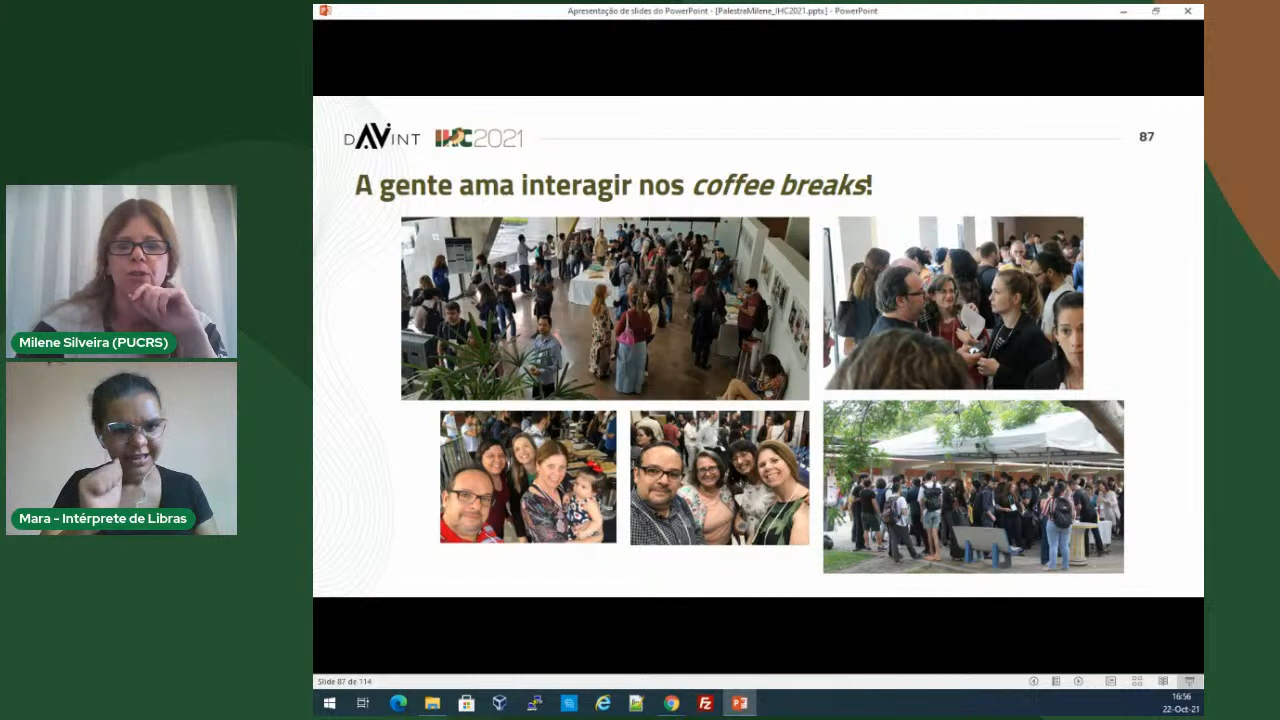 Apresentação de slides do PowerPoint - [PalestraMilene_IHC2021.pptx] - PowerPoint
DAVINT
IHC2021
87
A gente ama interagir nos coffee breaks!
Milene Silveira (PUCRS)
Mara - Intérprete de Libras
Slide 87 de 114
16:56
22-Oct-21